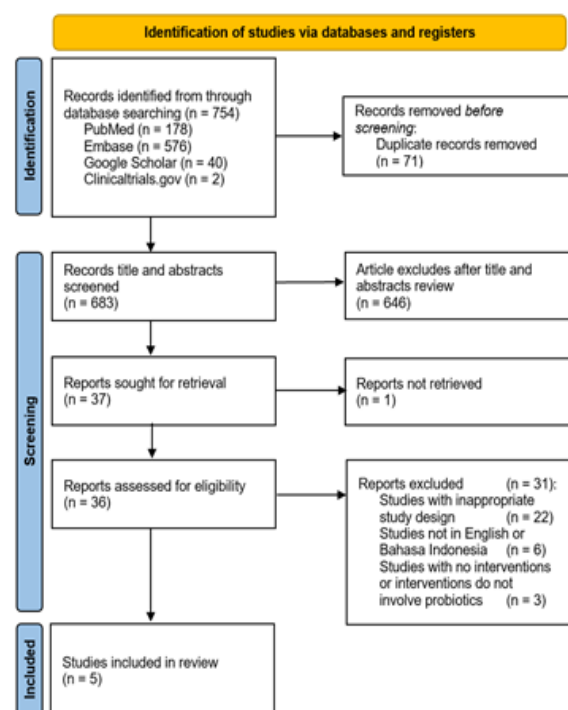 Identification of studies via databases and registers
Identification
Records identified from through
database searching (n = 754)
PubMed (n = 178)
Embase (n = 576)
Google Scholar (n = 40)
Clinicaltrials.gov (n = 2)
Records removed before
screening:
Duplicate records removed
(n = 71)
Screening
Records title and abstracts
screened
(n = 683)
Article excludes after title and
abstracts review
(n = 646)
Reports sought for retrieval
(n = 37)
Reports not retrieved
(n = 1)
Reports assessed for eligibility
(n = 36)
Reports excluded (n = 31):
Studies with inappropriate
study design (n = 22)
Studies not in English or
Bahasa Indonesia (n = 6)
Studies with no interventions
or interventions do not
involve probiotics (n = 3)
Included
Studies included in review
(n = 5)